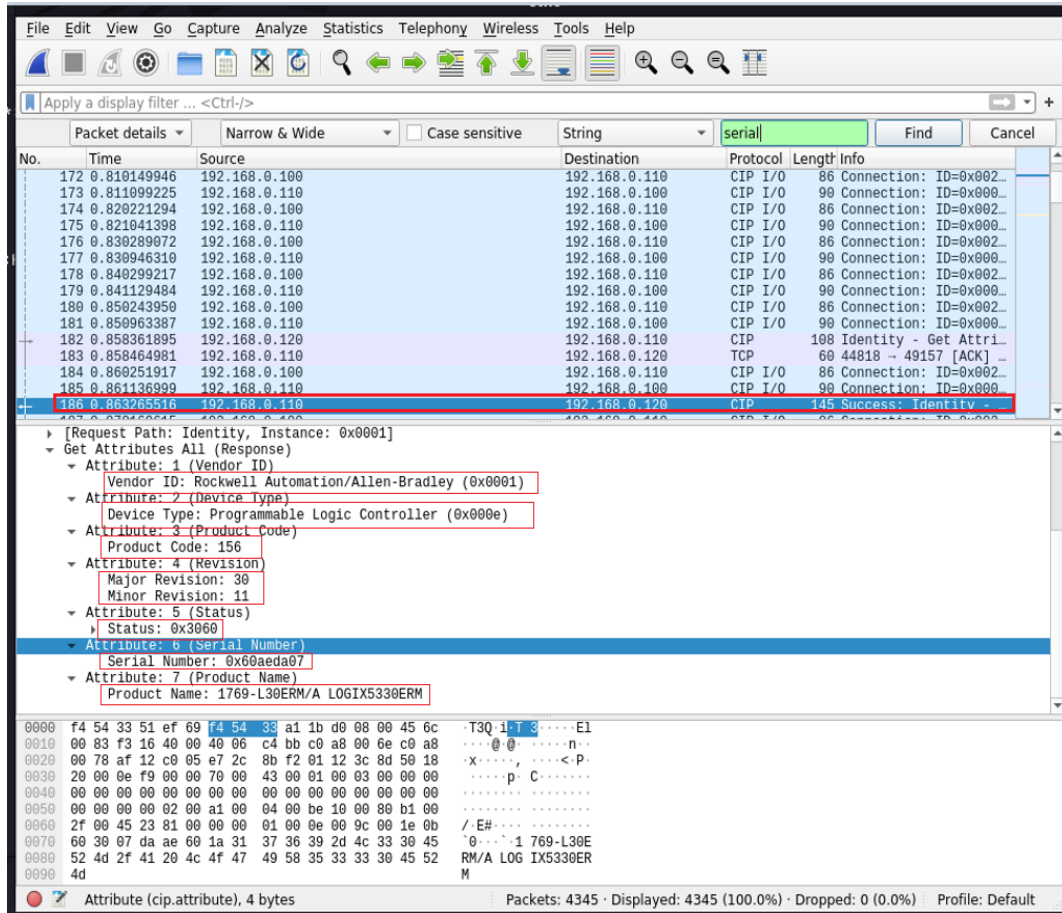 File Edit View Go Capture Analyze Statistics Telephony Wireless Tools Help
Apply a display filter ... <Ctrl-/>
Packet details Narrow & Wide Case sensitive String serial Find Cancel
No. Time Source Destination Protocol Length Info
172 0.810149946 192.168.0.100 192.168.0.110 CIP I/O 86 Connection: ID=0x002…
173 0.811099225 192.168.0.110 192.168.0.100 CIP I/O 90 Connection: ID=0x000…
174 0.820221294 192.168.0.100 192.168.0.110 CIP I/O 86 Connection: ID=0x002…
175 0.821041398 192.168.0.110 192.168.0.100 CIP I/O 90 Connection: ID=0x000…
176 0.830289072 192.168.0.100 192.168.0.110 CIP I/O 86 Connection: ID=0x002…
177 0.830946310 192.168.0.110 192.168.0.100 CIP I/O 90 Connection: ID=0x000…
178 0.840299217 192.168.0.100 192.168.0.110 CIP I/O 86 Connection: ID=0x002…
179 0.841129484 192.168.0.110 192.168.0.100 CIP I/O 90 Connection: ID=0x000…
180 0.850243950 192.168.0.100 192.168.0.110 CIP I/O 86 Connection: ID=0x002…
181 0.850963387 192.168.0.110 192.168.0.100 CIP I/O 90 Connection: ID=0x000…
182 0.858361895 192.168.0.120 192.168.0.110 CIP 108 Identity - Get Attri…
183 0.858464981 192.168.0.110 192.168.0.120 TCP 60 44818 → 49157 [ACK] …
184 0.860251917 192.168.0.100 192.168.0.110 CIP I/O 86 Connection: ID=0x002…
185 0.861136999 192.168.0.110 192.168.0.100 CIP I/O 90 Connection: ID=0x000…
186 0.863265516 192.168.0.110 192.168.0.120 CIP 145 Success: Identity - …
[Request Path: Identity, Instance: 0x0001]
Get Attributes All (Response)
Attribute: 1 (Vendor ID)
Vendor ID: Rockwell Automation/Allen-Bradley (0x0001)
Attribute: 2 (Device Type)
Device Type: Programmable Logic Controller (0x000e)
Attribute: 3 (Product Code)
Product Code: 156
Attribute: 4 (Revision)
Major Revision: 30
Minor Revision: 11
Attribute: 5 (Status)
Status: 0x3060
Attribute: 6 (Serial Number)
Serial Number: 0x60aeda07
Attribute: 7 (Product Name)
Product Name: 1769-L30ERM/A LOGIX5330ERM
0000 f4 54 33 51 ef 69 f4 54 33 a1 1b d0 08 00 45 6c ·T3Q·i·T 3·····El
0010 00 83 f3 16 40 00 40 06 c4 bb c0 a8 00 6e c0 a8 ····@·@· ·····n··
0020 00 78 af 12 c0 05 e7 2c 8b f2 01 12 3c 8d 50 18 ·x·····, ····<·P·
0030 20 00 0e f9 00 00 70 00 43 00 01 00 03 00 00 00 ·····p· C·······
0040 00 00 00 00 00 00 00 00 00 00 00 00 00 00 00 00 ········ ········
0050 00 00 00 00 02 00 a1 00 04 00 be 10 00 80 b1 00 ········ ········
0060 2f 00 45 23 81 00 00 00 01 00 0e 00 9c 00 1e 0b /·E#···· ········
0070 60 30 07 da ae 60 1a 31 37 36 39 2d 4c 33 30 45 `0···`·1 769-L30E
0080 52 4d 2f 41 20 4c 4f 47 49 58 35 33 33 30 45 52 RM/A LOG IX5330ER
0090 4d M
Attribute (cip.attribute), 4 bytes Packets: 4345 · Displayed: 4345 (100.0%) · Dropped: 0 (0.0%) Profile: Default